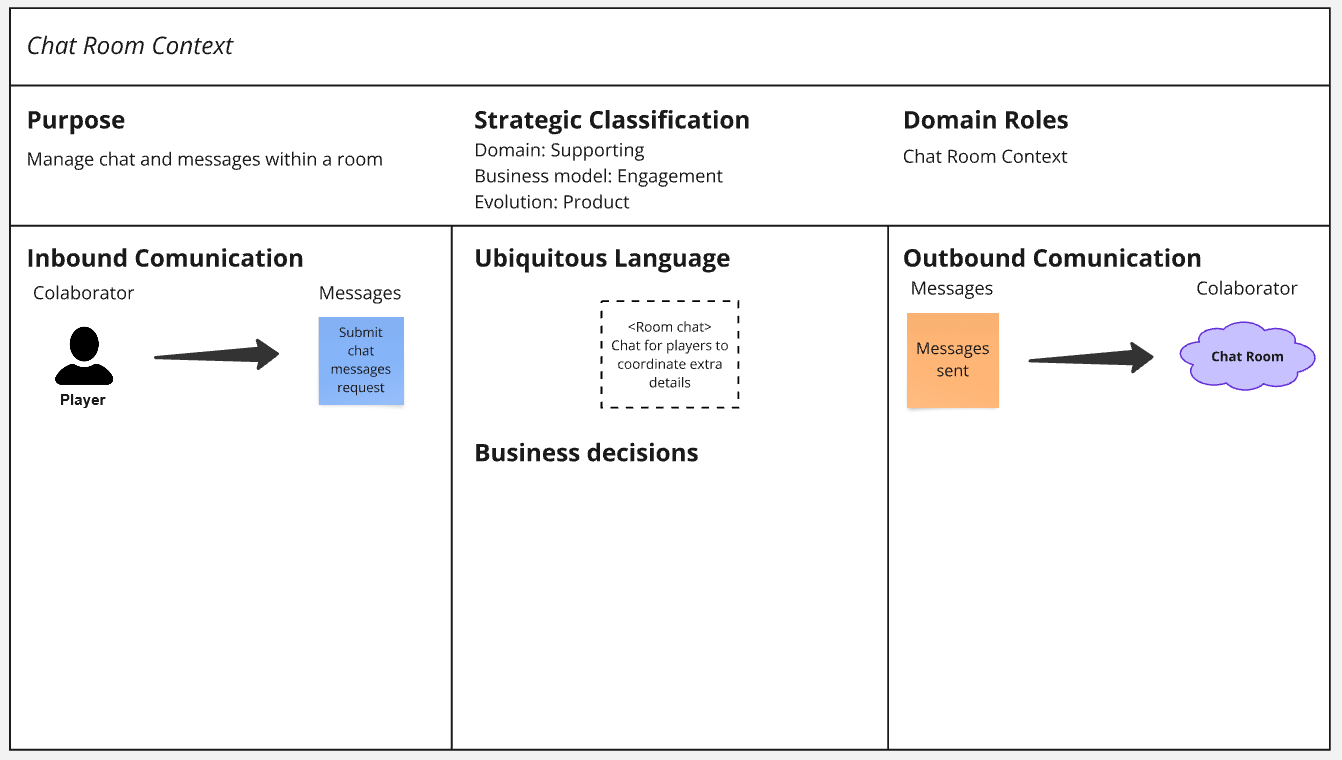 Chat Room Context
Purpose
Manage chat and messages within a room
Strategic Classification
Domain: Supporting
Business model: Engagement
Evolution: Product
Domain Roles
Chat Room Context
Inbound Comunication
Colaborator
Messages
Submit
chat
messages
request
Player
Ubiquitous Language
<Room chat>
Chat for players to
coordinate extra
details
Business decisions
Outbound Comunication
Messages
Colaborator
Messages
sent
Chat Room